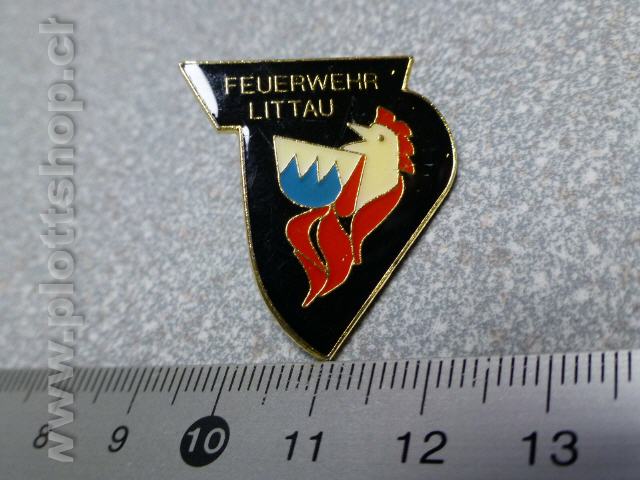 FEUERWEHR
LITTAU
www.plottshop.ch
8 9 10 11 12 13